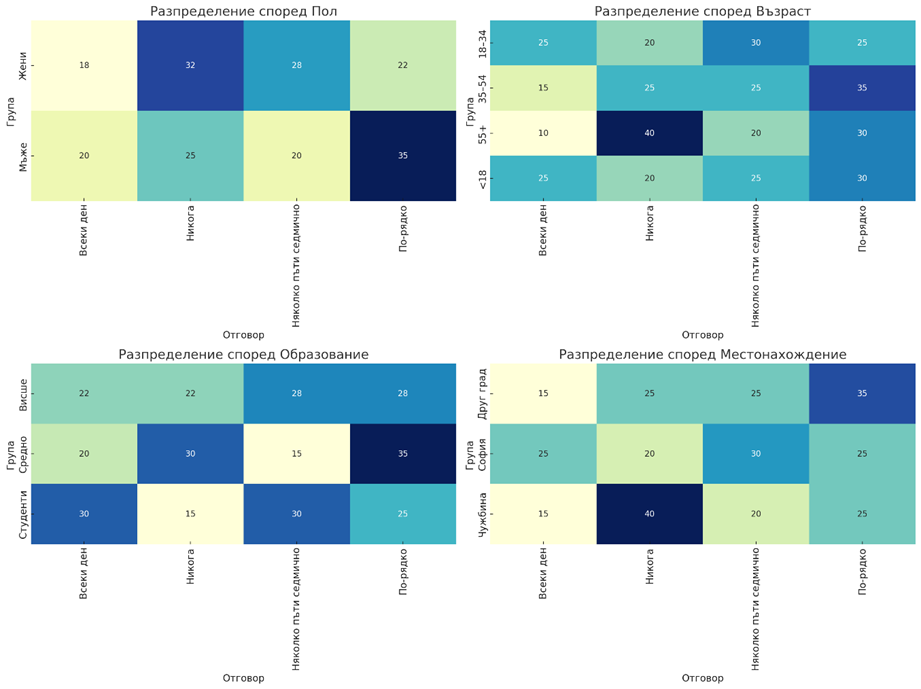 Разпределение според Пол
Група
Жени
18 32 28 22
Мъже
20 25 20 35
Всеки ден
Никога
Няколко пъти седмично
По-рядко
Отговор
Разпределение според Възраст
Група
18–34
25 20 30 25
35–54
15 25 25 35
55+
10 40 20 30
<18
25 20 25 30
Всеки ден
Никога
Няколко пъти седмично
По-рядко
Отговор
Разпределение според Образование
Група
Висше
22 22 28 28
Средно
20 30 15 35
Студенти
30 15 30 25
Всеки ден
Никога
Няколко пъти седмично
По-рядко
Отговор
Разпределение според Местонахождение
Група
Друг град
15 25 25 35
София
25 20 30 25
Чужбина
15 40 20 25
Всеки ден
Никога
Няколко пъти седмично
По-рядко
Отговор